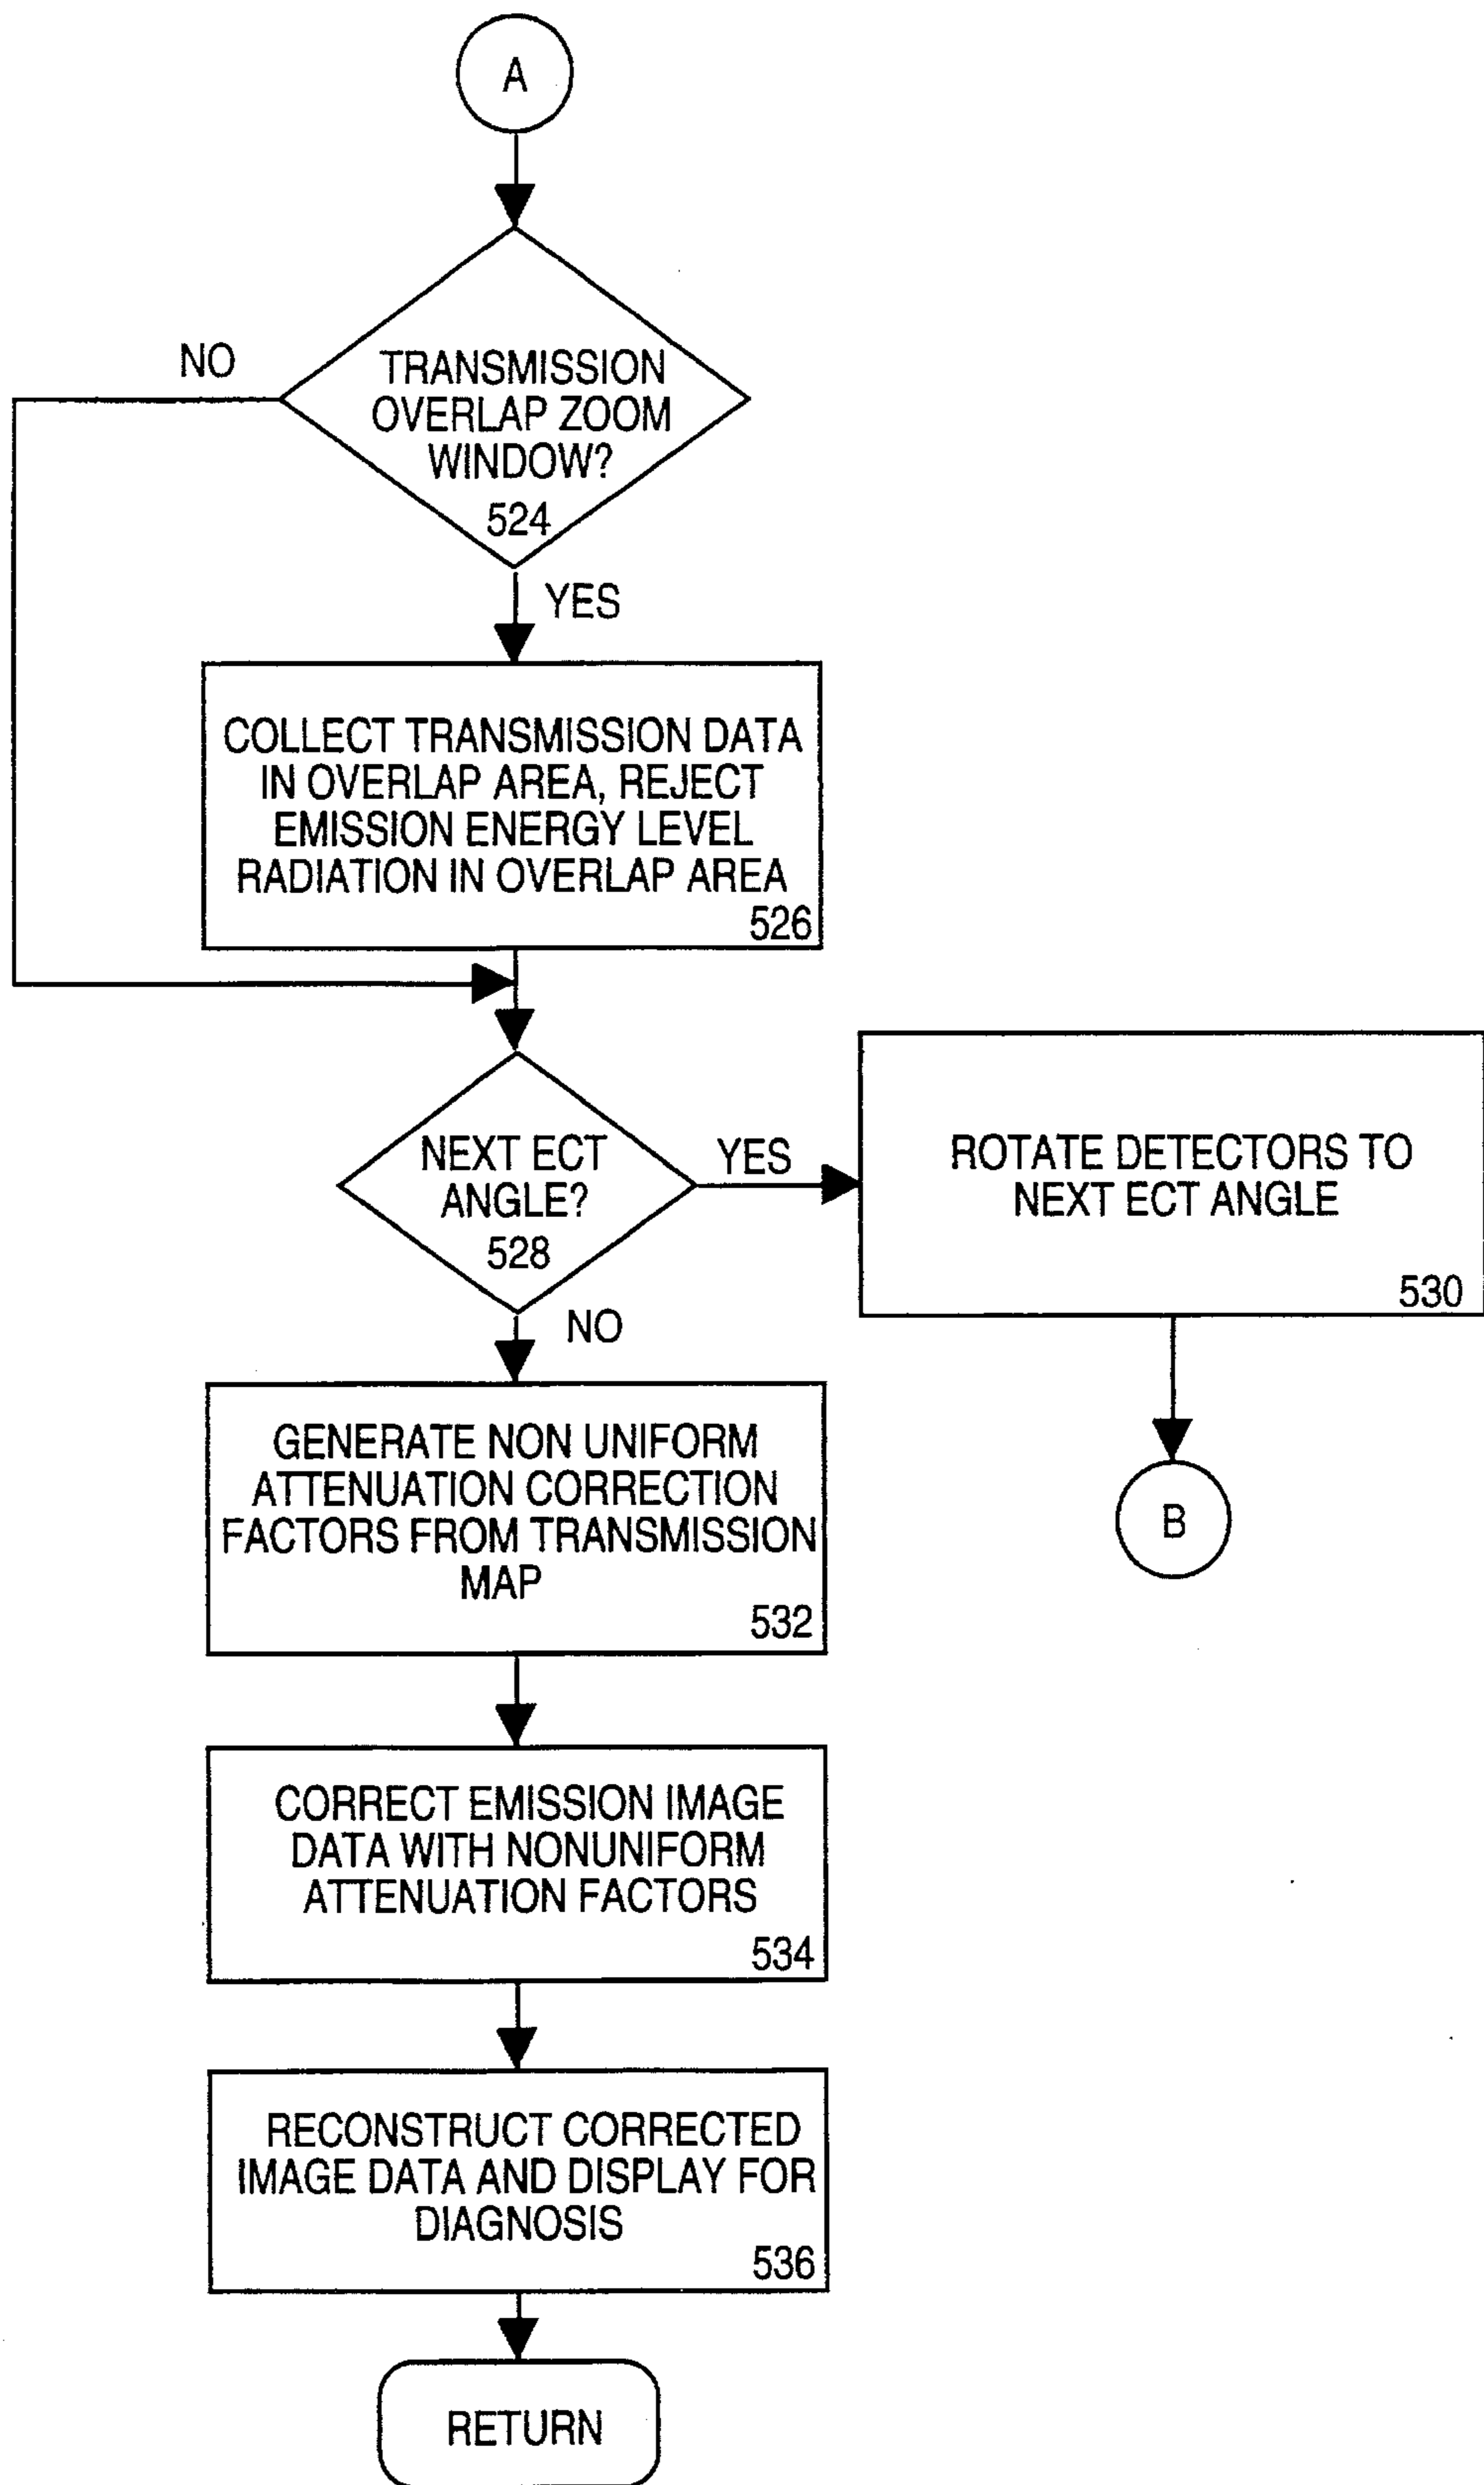 A
NO
TRANSMISSION
OVERLAP ZOOM
WINDOW?
524
YES
COLLECT TRANSMISSION DATA
IN OVERLAP AREA, REJECT
EMISSION ENERGY LEVEL
RADIATION IN OVERLAP AREA
526
NEXT ECT
ANGLE?
528
YES
ROTATE DETECTORS TO
NEXT ECT ANGLE
530
B
NO
GENERATE NON UNIFORM
ATTENUATION CORRECTION
FACTORS FROM TRANSMISSION
MAP
532
CORRECT EMISSION IMAGE
DATA WITH NONUNIFORM
ATTENUATION FACTORS
534
RECONSTRUCT CORRECTED
IMAGE DATA AND DISPLAY FOR
DIAGNOSIS
536
RETURN